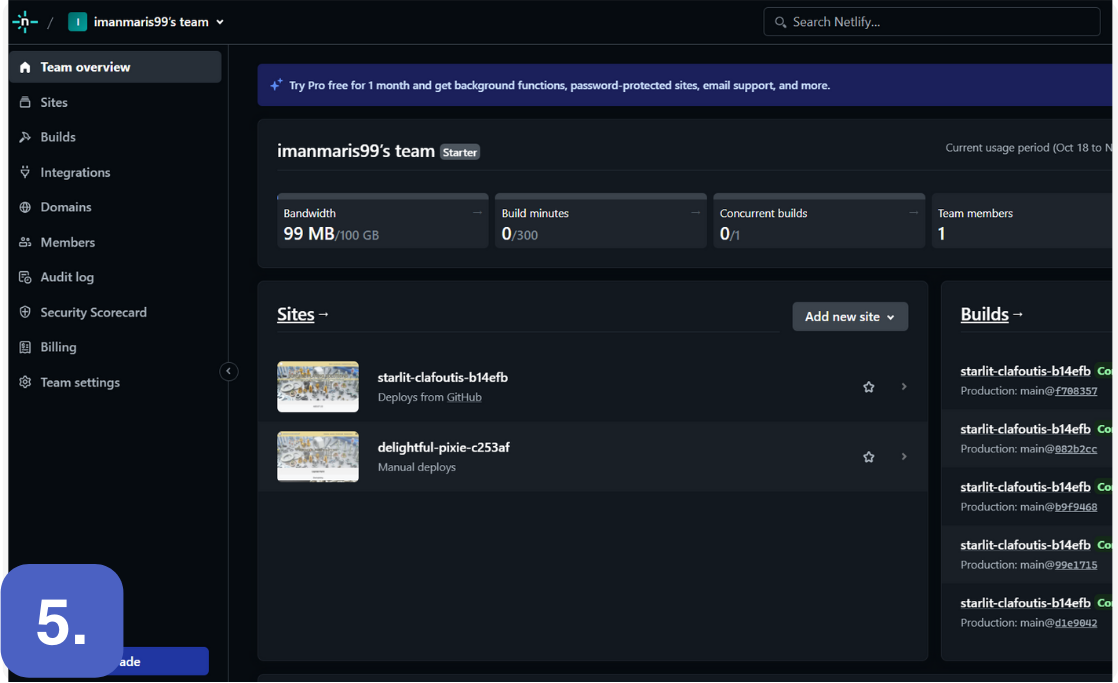 n / I imanmaris99's team
Search Netlify...
Team overview
Sites
Builds
Integrations
Domains
Members
Audit log
Security Scorecard
Billing
Team settings
ade
5.
Try Pro free for 1 month and get background functions, password-protected sites, email support, and more.
imanmaris99's team Starter
Current usage period (Oct 18 to N
Bandwidth →
99 MB/100 GB
Build minutes →
0/300
Concurrent builds →
0/1
Team members
1
Sites →
Add new site
starlit-clafoutis-b14efb
Deploys from GitHub
delightful-pixie-c253af
Manual deploys
Builds →
starlit-clafoutis-b14efb Co
Production: main@f708357
starlit-clafoutis-b14efb Co
Production: main@082b2cc
starlit-clafoutis-b14efb Co
Production: main@b9f9468
starlit-clafoutis-b14efb Co
Production: main@99e1715
starlit-clafoutis-b14efb Co
Production: main@d1e9042